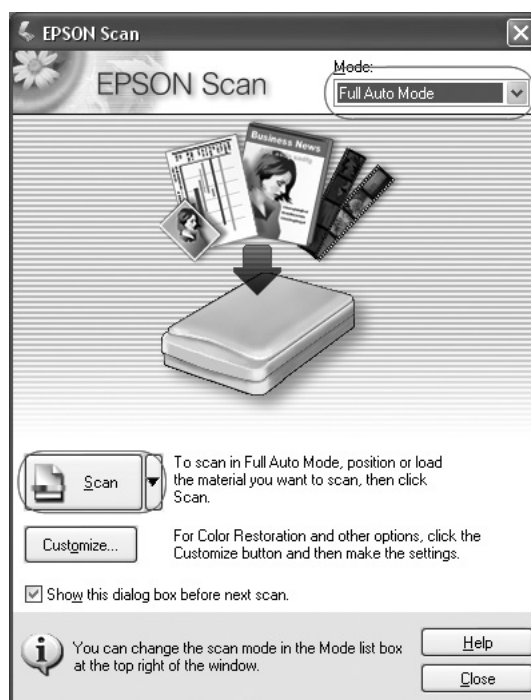 EPSON Scan
EPSON Scan
Mode:
Full Auto Mode
Business News
Scan
To scan in Full Auto Mode, position or load
the material you want to scan, then click
Scan.
Customize...
For Color Restoration and other options, click the
Customize button and then make the settings.
Show this dialog box before next scan.
You can change the scan mode in the Mode list box
at the top right of the window.
Help
Close